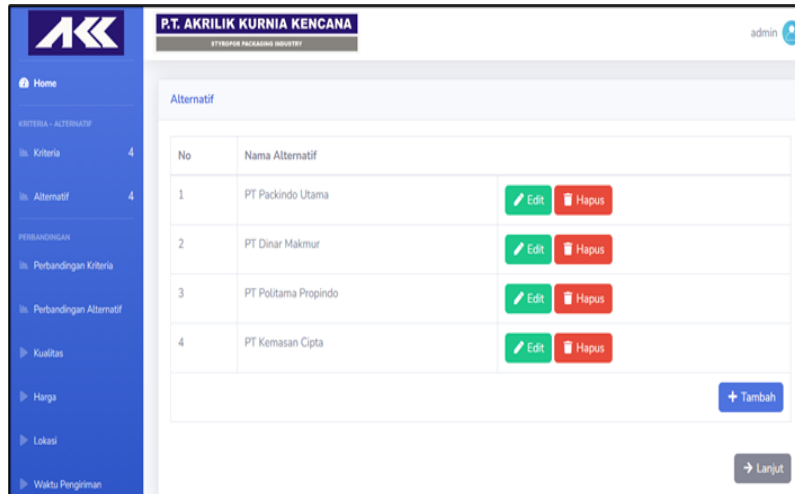 AKK
P.T. AKRILIK KURNIA KENCANA
STYROFOR PACKAGING INDUSTRY
admin
Home
KRITERIA - ALTERNATIF
Kriteria 4
Alternatif 4
PERBANDINGAN
Perbandingan Kriteria
Perbandingan Alternatif
Kualitas
Harga
Lokasi
Waktu Pengiriman
Alternatif
No Nama Alternatif
1 PT Packindo Utama Edit Hapus
2 PT Dinar Makmur Edit Hapus
3 PT Politama Propindo Edit Hapus
4 PT Kemasan Cipta Edit Hapus
+ Tambah
→ Lanjut